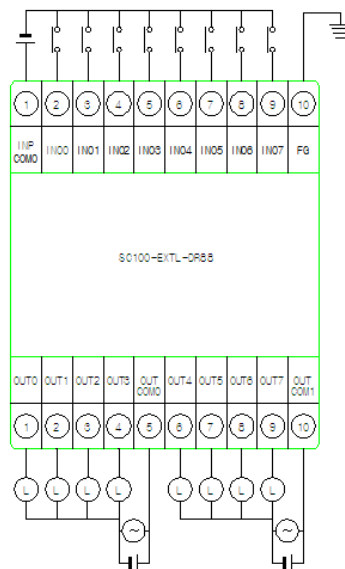 1 2 3 4 5 6 7 8 9 10
INP COM0 IN00 IN01 IN02 IN03 IN04 IN05 IN06 IN07 FG
SC100-EXTL-DR88
OUT0 OUT1 OUT2 OUT3 OUT COM0 OUT4 OUT5 OUT6 OUT7 OUT COM1
1 2 3 4 5 6 7 8 9 10
L L L L L L L L